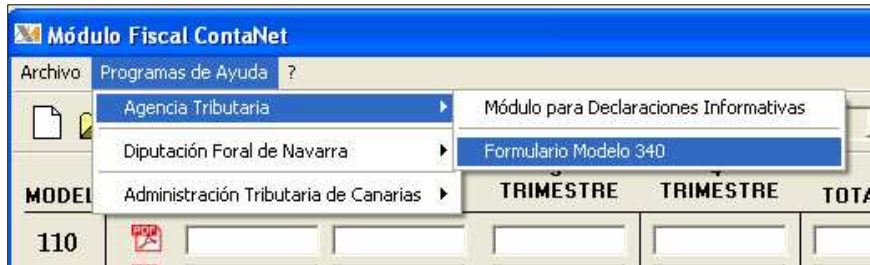 Módulo Fiscal ContaNet
Archivo Programas de Ayuda ?
Agencia Tributaria
Módulo para Declaraciones Informativas
Formulario Modelo 340
Diputación Foral de Navarra
Administración Tributaria de Canarias
MODEL
TRIMESTRE
TRIMESTRE
TOTA
110
PDF